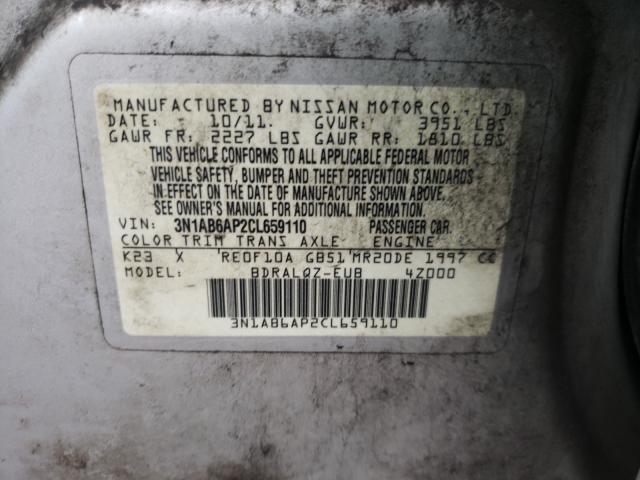 MANUFACTURED BY NISSAN MOTOR CO., LTD.
DATE: 10/11. GVWR: 3951 LBS
GAWR FR: 2227 LBS GAWR RR: 1810 LBS
THIS VEHICLE CONFORMS TO ALL APPLICABLE FEDERAL MOTOR
VEHICLE SAFETY, BUMPER AND THEFT PREVENTION STANDARDS
IN EFFECT ON THE DATE OF MANUFACTURE SHOWN ABOVE.
SEE OWNER'S MANUAL FOR ADDITIONAL INFORMATION.
VIN: 3N1AB6AP2CL659110 PASSENGER CAR.
COLOR TRIM TRANS AXLE ENGINE
K23 X 'RE0F10A GB51'MR20DE 1997 CC
MODEL: BDRALQZ-EUB 4Z000
3N1AB6AP2CL659110